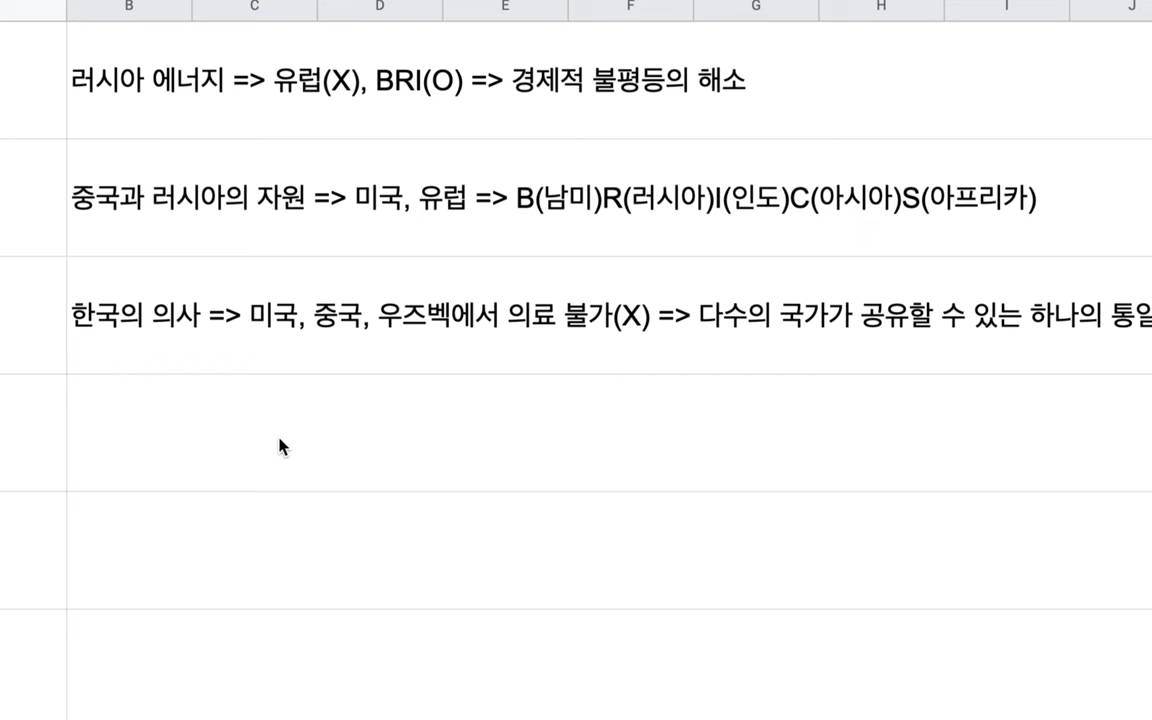 B C D E F G H I J
러시아 에너지 => 유럽(X), BRI(O) => 경제적 불평등의 해소
중국과 러시아의 자원 => 미국, 유럽 => B(남미)R(러시아)I(인도)C(아시아)S(아프리카)
한국의 의사 => 미국, 중국, 우즈벡에서 의료 불가(X) => 다수의 국가가 공유할 수 있는 하나의 통일